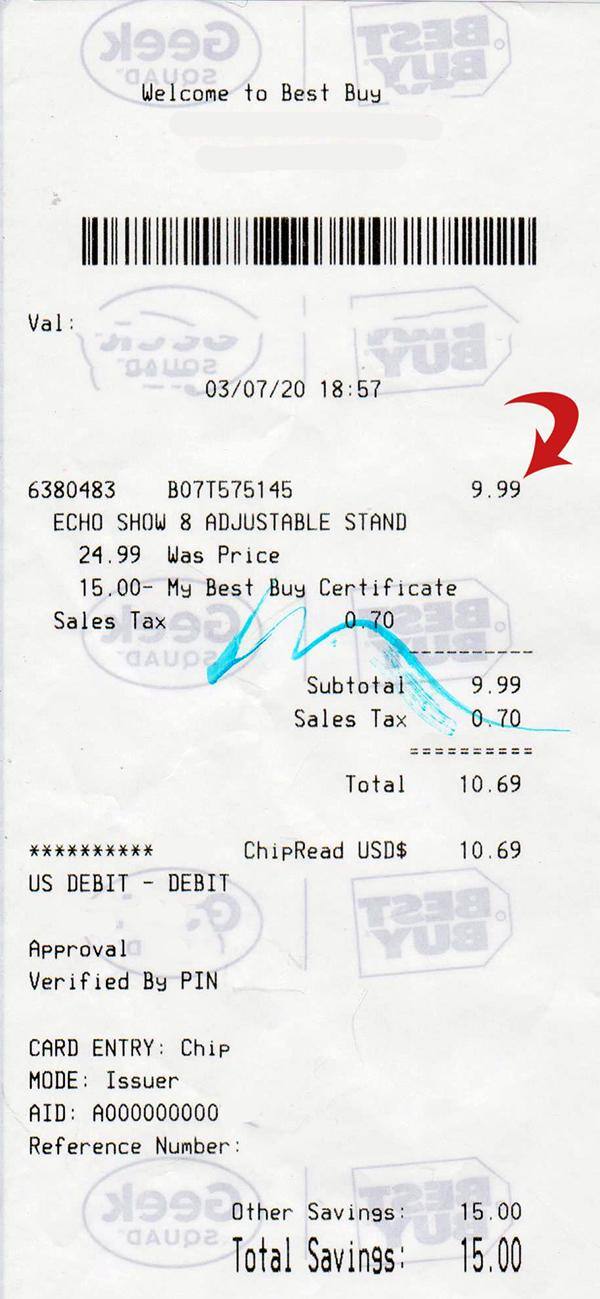 Welcome to Best Buy
Val:
03/07/20 18:57
6380483 B07T575145 9.99
ECHO SHOW 8 ADJUSTABLE STAND
24.99 Was Price
15.00- My Best Buy Certificate
Sales Tax 0.70
----------
Subtotal 9.99
Sales Tax 0.70
==========
Total 10.69
********** ChipRead USD$ 10.69
US DEBIT - DEBIT
Approval
Verified By PIN
CARD ENTRY: Chip
MODE: Issuer
AID: A000000000
Reference Number:
Other Savings: 15.00
Total Savings: 15.00